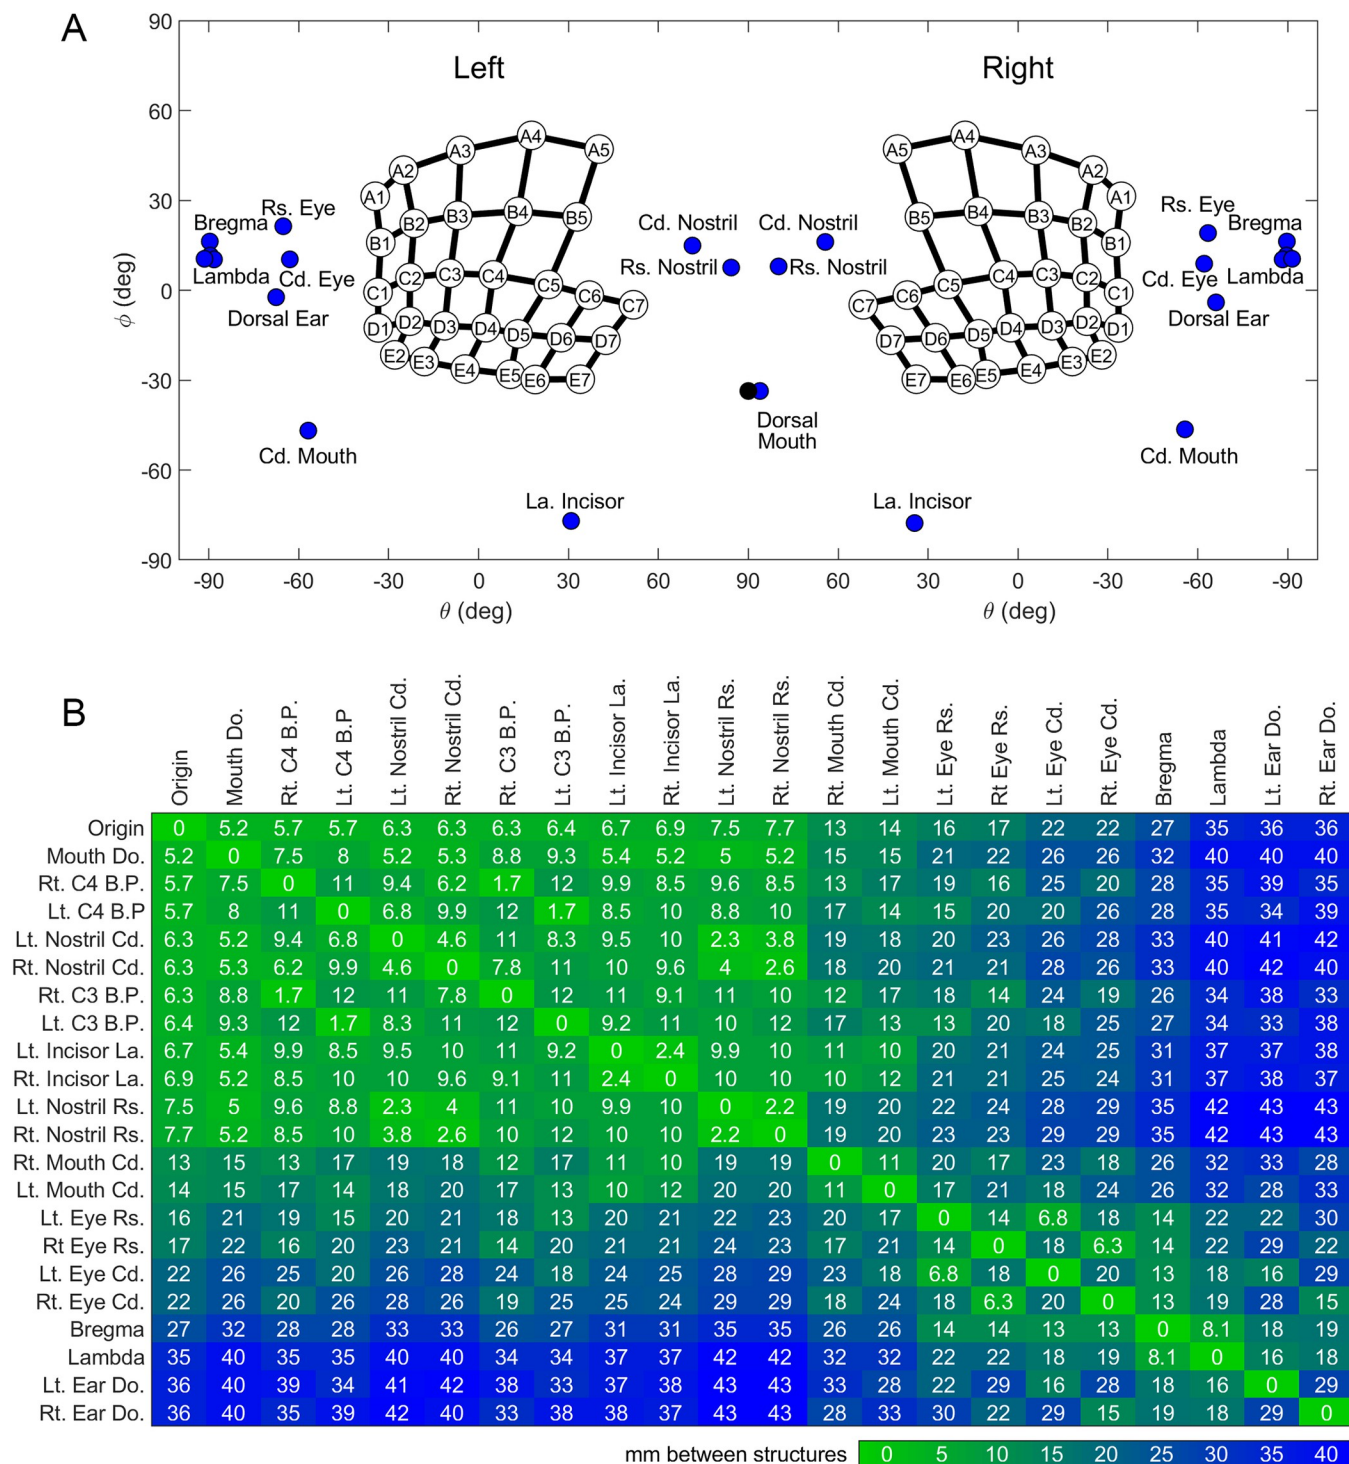 A
90
60
30
0
-30
-60
-90
ϕ (deg)
Left
Right
A1 A2 A3 A4 A5
B1 B2 B3 B4 B5
C1 C2 C3 C4 C5 C6 C7
D1 D2 D3 D4 D5 D6 D7
E2 E3 E4 E5 E6 E7
A5 A4 A3 A2 A1
B5 B4 B3 B2 B1
C7 C6 C5 C4 C3 C2 C1
D7 D6 D5 D4 D3 D2 D1
E7 E6 E5 E4 E3 E2
Rs. Eye
Bregma
Lambda
Cd. Eye
Dorsal Ear
Cd. Mouth
Cd. Nostril
Cd. Nostril
Rs. Nostril
Rs. Nostril
Dorsal
Mouth
La. Incisor
La. Incisor
Rs. Eye
Bregma
Cd. Eye
Lambda
Dorsal Ear
Cd. Mouth
-90 -60 -30 0 30 60 90 30 0 -30 -60 -90
60
θ (deg)
θ (deg)
B
Origin
Mouth Do.
Rt. C4 B.P.
Lt. C4 B.P
Lt. Nostril Cd.
Rt. Nostril Cd.
Rt. C3 B.P.
Lt. C3 B.P.
Lt. Incisor La.
Rt. Incisor La.
Lt. Nostril Rs.
Rt. Nostril Rs.
Rt. Mouth Cd.
Lt. Mouth Cd.
Lt. Eye Rs.
Rt Eye Rs.
Lt. Eye Cd.
Rt. Eye Cd.
Bregma
Lambda
Lt. Ear Do.
Rt. Ear Do.
Origin 0 5.2 5.7 5.7 6.3 6.3 6.3 6.4 6.7 6.9 7.5 7.7 13 14 16 17 22 22 27 35 36 36
Mouth Do. 5.2 0 7.5 8 5.2 5.3 8.8 9.3 5.4 5.2 5 5.2 15 15 21 22 26 26 32 40 40 40
Rt. C4 B.P. 5.7 7.5 0 11 9.4 6.2 1.7 12 9.9 8.5 9.6 8.5 13 17 19 16 25 20 28 35 39 35
Lt. C4 B.P 5.7 8 11 0 6.8 9.9 12 1.7 8.5 10 8.8 10 17 14 15 20 20 26 28 35 34 39
Lt. Nostril Cd. 6.3 5.2 9.4 6.8 0 4.6 11 8.3 9.5 10 2.3 3.8 19 18 20 23 26 28 33 40 41 42
Rt. Nostril Cd. 6.3 5.3 6.2 9.9 4.6 0 7.8 11 10 9.6 4 2.6 18 20 21 21 28 26 33 40 42 40
Rt. C3 B.P. 6.3 8.8 1.7 12 11 7.8 0 12 11 9.1 11 10 12 17 18 14 24 19 26 34 38 33
Lt. C3 B.P. 6.4 9.3 12 1.7 8.3 11 12 0 9.2 11 10 12 17 13 13 20 18 25 27 34 33 38
Lt. Incisor La. 6.7 5.4 9.9 8.5 9.5 10 11 9.2 0 2.4 9.9 10 11 10 20 21 24 25 31 37 37 38
Rt. Incisor La. 6.9 5.2 8.5 10 10 9.6 9.1 11 2.4 0 10 10 10 12 21 21 25 24 31 37 38 37
Lt. Nostril Rs. 7.5 5 9.6 8.8 2.3 4 11 10 9.9 10 0 2.2 19 20 22 24 28 29 35 42 43 43
Rt. Nostril Rs. 7.7 5.2 8.5 10 3.8 2.6 10 12 10 10 2.2 0 19 20 23 23 29 29 35 42 43 43
Rt. Mouth Cd. 13 15 13 17 19 18 12 17 11 10 19 19 0 11 20 17 23 18 26 32 33 28
Lt. Mouth Cd. 14 15 17 14 18 20 17 13 10 12 20 20 11 0 17 21 18 24 26 32 28 33
Lt. Eye Rs. 16 21 19 15 20 21 18 13 20 21 22 23 20 17 0 14 6.8 18 14 22 22 30
Rt Eye Rs. 17 22 16 20 23 21 14 20 21 21 24 23 17 21 14 0 18 6.3 14 22 29 22
Lt. Eye Cd. 22 26 25 20 26 28 24 18 24 25 28 29 23 18 6.8 18 0 20 13 18 16 29
Rt. Eye Cd. 22 26 20 26 28 26 19 25 25 24 29 29 18 24 18 6.3 20 0 13 19 28 15
Bregma 27 32 28 28 33 33 26 27 31 31 35 35 26 26 14 14 13 13 0 8.1 18 19
Lambda 35 40 35 35 40 40 34 34 37 37 42 42 32 32 22 22 18 19 8.1 0 16 18
Lt. Ear Do. 36 40 39 34 41 42 38 33 37 38 43 43 33 28 22 29 16 28 18 16 0 29
Rt. Ear Do. 36 40 35 39 42 40 33 38 38 37 43 43 28 33 30 22 29 15 19 18 29 0
mm between structures 0 5 10 15 20 25 30 35 40